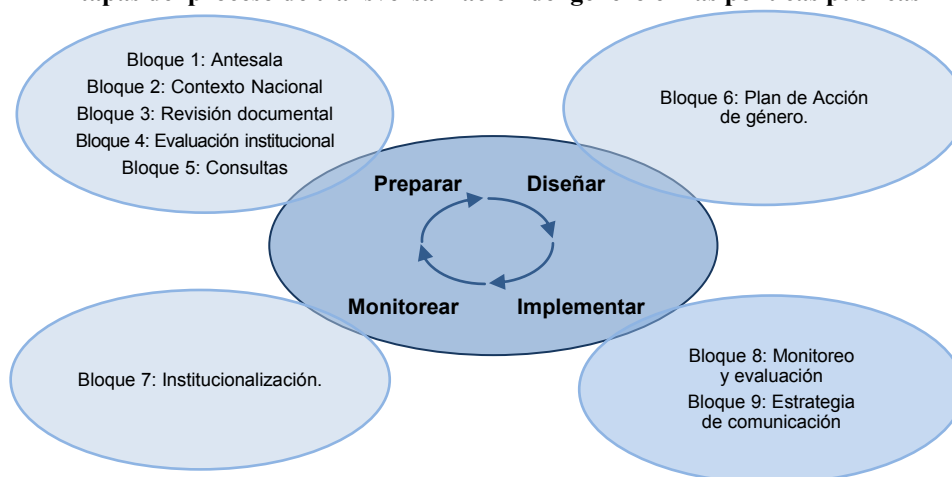 Bloque 1: Antesala
Bloque 2: Contexto Nacional
Bloque 3: Revisión documental
Bloque 4: Evaluación institucional
Bloque 5: Consultas
Bloque 6: Plan de Acción
de género.
Preparar
Diseñar
Monitorear
Implementar
Bloque 7: Institucionalización.
Bloque 8: Monitoreo
y evaluación
Bloque 9: Estrategia
de comunicación